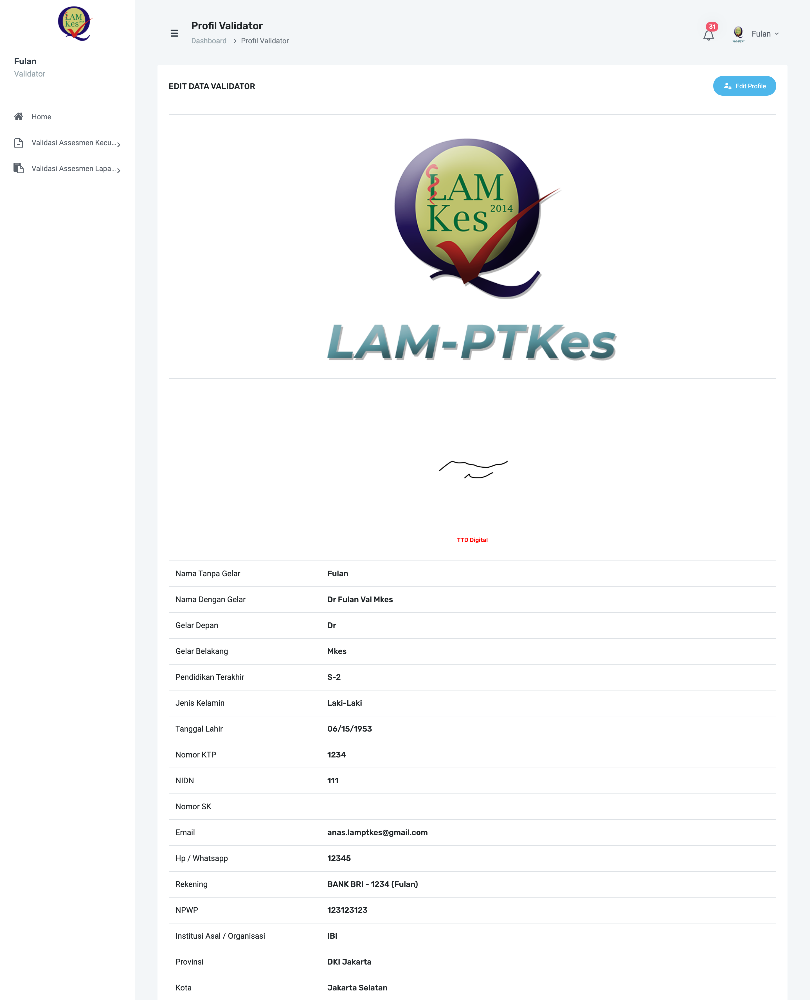 LAM
Kes 2014
Fulan
Validator
Home
Validasi Assesmen Kecu...
Validasi Assesmen Lapa...
Profil Validator
Dashboard > Profil Validator
31
Fulan
EDIT DATA VALIDATOR
Edit Profile
LAM
Kes 2014
LAM-PTKes
TTD Digital
Nama Tanpa Gelar Fulan
Nama Dengan Gelar Dr Fulan Val Mkes
Gelar Depan Dr
Gelar Belakang Mkes
Pendidikan Terakhir S-2
Jenis Kelamin Laki-Laki
Tanggal Lahir 06/15/1953
Nomor KTP 1234
NIDN 111
Nomor SK
Email anas.lamptkes@gmail.com
Hp / Whatsapp 12345
Rekening BANK BRI - 1234 (Fulan)
NPWP 123123123
Institusi Asal / Organisasi IBI
Provinsi DKI Jakarta
Kota Jakarta Selatan